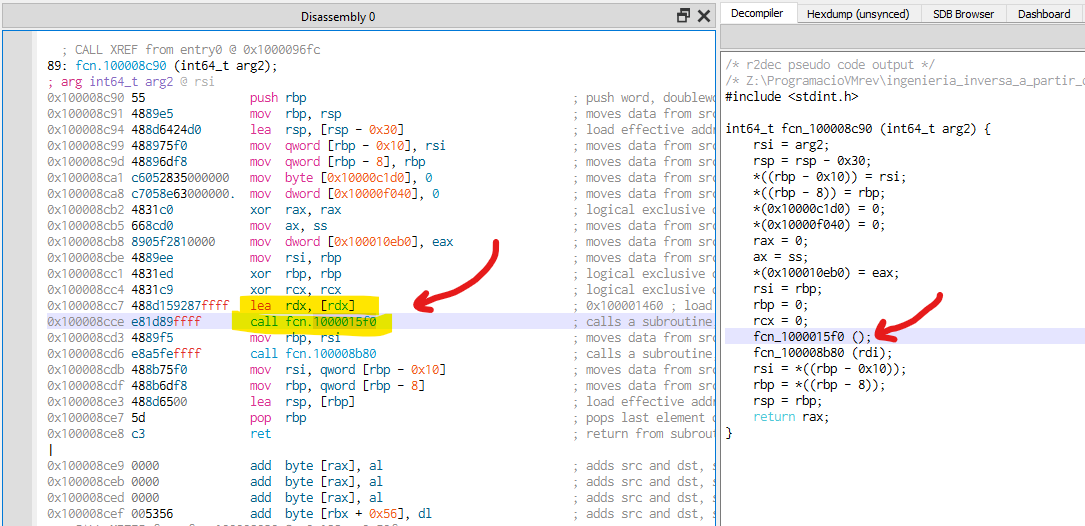 Disassembly 0
; CALL XREF from entry0 @ 0x1000096fc
89: fcn.100008c90 (int64_t arg2);
; arg int64_t arg2 @ rsi
0x100008c90 55 push rbp ; push word, doublewo
0x100008c91 4889e5 mov rbp, rsp ; moves data from src
0x100008c94 488d6424d0 lea rsp, [rsp - 0x30] ; load effective addr
0x100008c99 488975f0 mov qword [rbp - 0x10], rsi ; moves data from src
0x100008c9d 48896df8 mov qword [rbp - 8], rbp ; moves data from src
0x100008ca1 c6052835000000 mov byte [0x10000c1d0], 0 ; moves data from src
0x100008ca8 c7058e63000000. mov dword [0x10000f040], 0 ; moves data from src
0x100008cb2 4831c0 xor rax, rax ; logical exclusive o
0x100008cb5 668cd0 mov ax, ss ; moves data from src
0x100008cb8 8905f2810000 mov dword [0x100010eb0], eax ; moves data from src
0x100008cbe 4889ee mov rsi, rbp ; moves data from src
0x100008cc1 4831ed xor rbp, rbp ; logical exclusive o
0x100008cc4 4831c9 xor rcx, rcx ; logical exclusive o
0x100008cc7 488d159287ffff lea rdx, [rdx] ; 0x100001460 ; load
0x100008cce e81d89ffff call fcn.1000015f0 ; calls a subroutine,
0x100008cd3 4889f5 mov rbp, rsi ; moves data from src
0x100008cd6 e8a5feffff call fcn.100008b80 ; calls a subroutine,
0x100008cdb 488b75f0 mov rsi, qword [rbp - 0x10] ; moves data from src
0x100008cdf 488b6df8 mov rbp, qword [rbp - 8] ; moves data from src
0x100008ce3 488d6500 lea rsp, [rbp] ; load effective addr
0x100008ce7 5d pop rbp ; pops last element o
0x100008ce8 c3 ret ; return from subrout
0x100008ce9 0000 add byte [rax], al ; adds src and dst, s
0x100008ceb 0000 add byte [rax], al ; adds src and dst, s
0x100008ced 0000 add byte [rax], al ; adds src and dst, s
0x100008cef 005356 add byte [rbx + 0x56], dl ; adds src and dst, s
Decompiler Hexdump (unsynced) SDB Browser Dashboard
/* r2dec pseudo code output */
/* Z:\ProgramacioVMrev\ingenieria_inversa_a_partir_d
#include <stdint.h>
int64_t fcn_100008c90 (int64_t arg2) {
rsi = arg2;
rsp = rsp - 0x30;
*((rbp - 0x10)) = rsi;
*((rbp - 8)) = rbp;
*(0x10000c1d0) = 0;
*(0x10000f040) = 0;
rax = 0;
ax = ss;
*(0x100010eb0) = eax;
rsi = rbp;
rbp = 0;
rcx = 0;
fcn_1000015f0 ();
fcn_100008b80 (rdi);
rsi = *((rbp - 0x10));
rbp = *((rbp - 8));
rsp = rbp;
return rax;
}